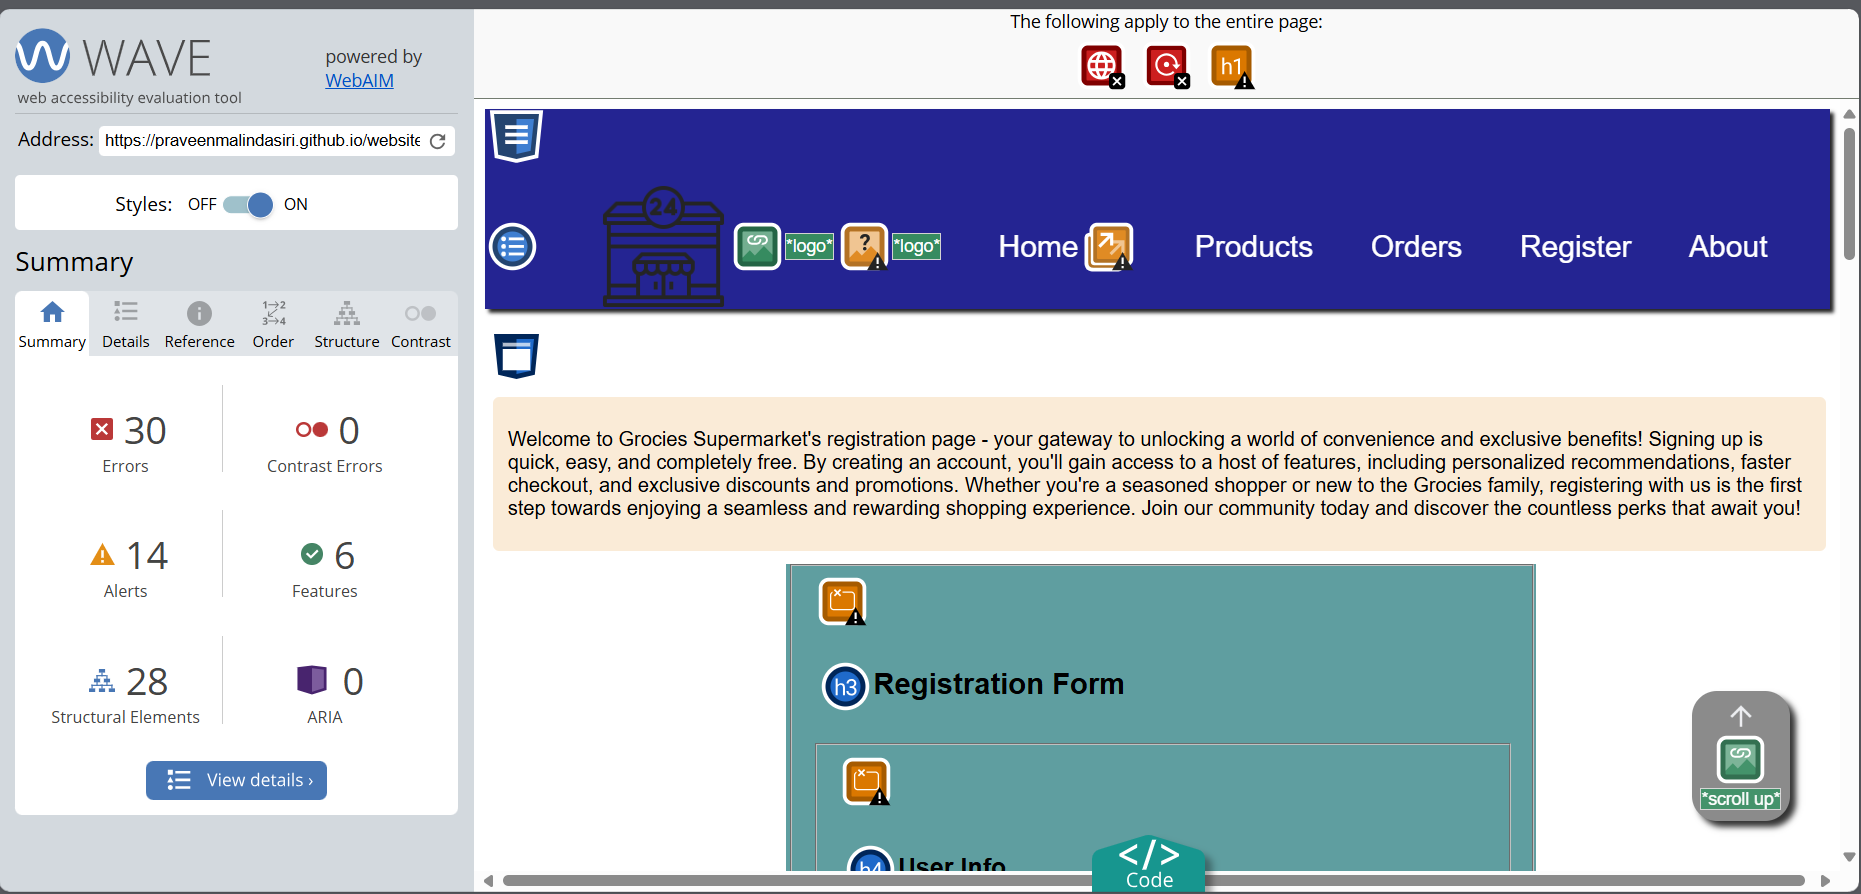 WAVE
web accessibility evaluation tool
powered by
WebAIM
Address: https://praveenmalindasiri.github.io/website
Styles: OFF ON
Summary
Summary Details Reference Order Structure Contrast
30
Errors
0
Contrast Errors
14
Alerts
6
Features
28
Structural Elements
0
ARIA
View details ›
The following apply to the entire page:
h1
24
*logo* *logo* Home Products Orders Register About
Welcome to Grocies Supermarket's registration page - your gateway to unlocking a world of convenience and exclusive benefits! Signing up is
quick, easy, and completely free. By creating an account, you'll gain access to a host of features, including personalized recommendations, faster
checkout, and exclusive discounts and promotions. Whether you're a seasoned shopper or new to the Grocies family, registering with us is the first
step towards enjoying a seamless and rewarding shopping experience. Join our community today and discover the countless perks that await you!
h3 Registration Form
h4 User Info
*scroll up*
</> Code